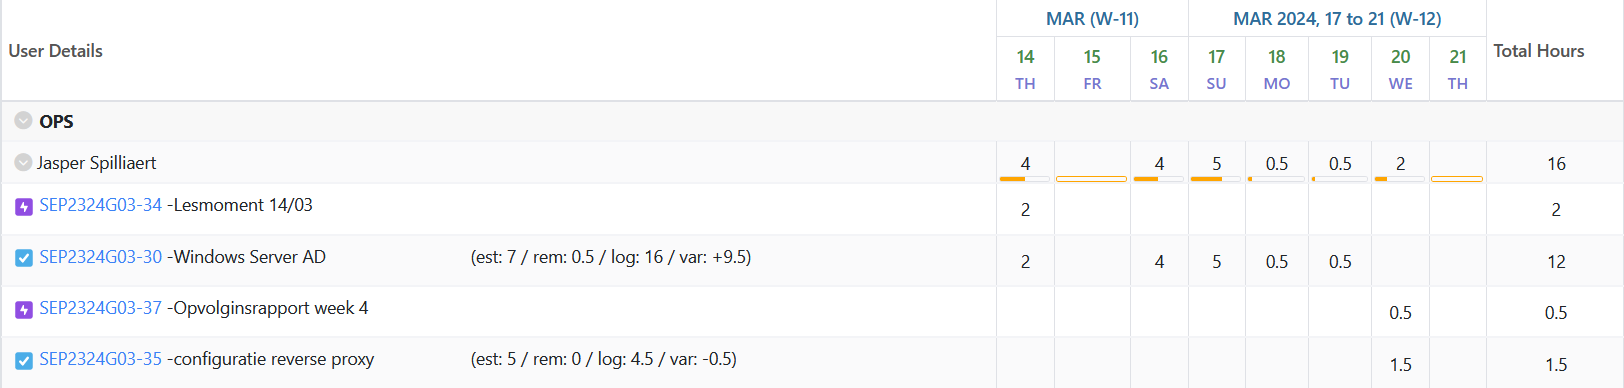 User Details MAR (W-11) MAR 2024, 17 to 21 (W-12) Total Hours
14 15 16 17 18 19 20 21
TH FR SA SU MO TU WE TH
OPS
Jasper Spilliaert 4 4 5 0.5 0.5 2 16
SEP2324G03-34 -Lesmoment 14/03 2 2
SEP2324G03-30 -Windows Server AD (est: 7 / rem: 0.5 / log: 16 / var: +9.5) 2 4 5 0.5 0.5 12
SEP2324G03-37 -Opvolginsrapport week 4 0.5 0.5
SEP2324G03-35 -configuratie reverse proxy (est: 5 / rem: 0 / log: 4.5 / var: -0.5) 1.5 1.5